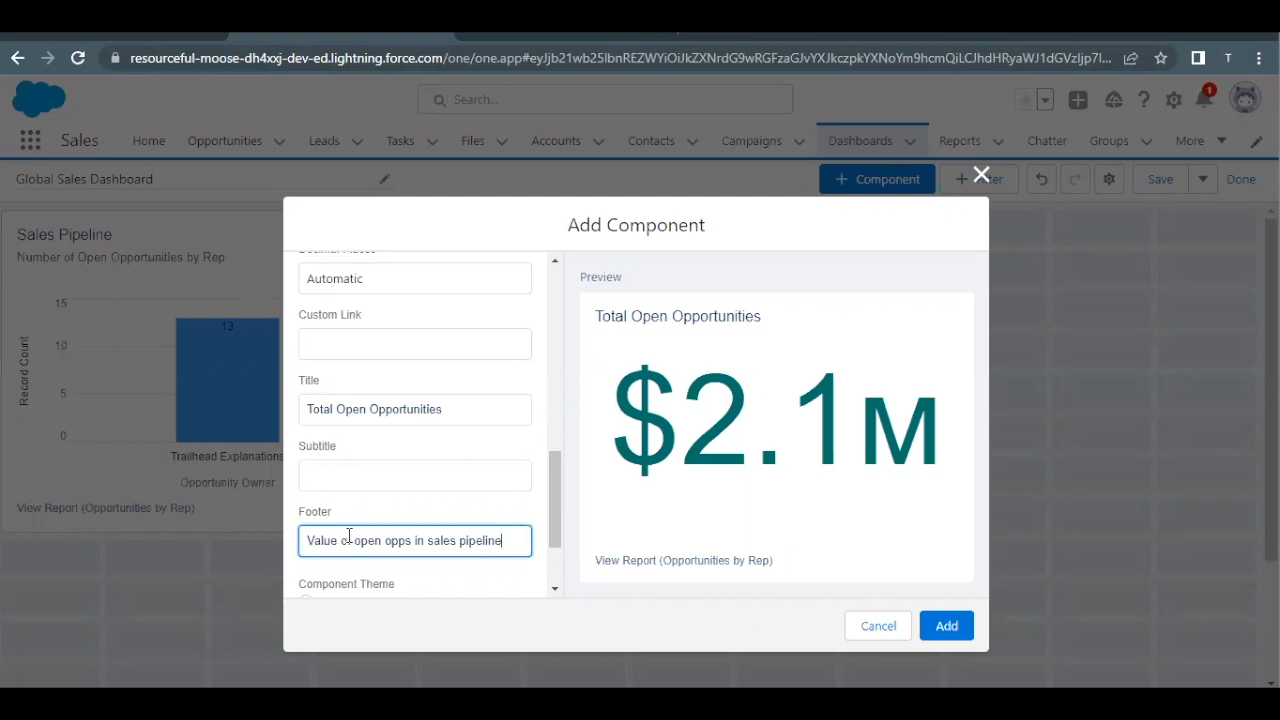 resourceful-moose-dh4xxj-dev-ed.lightning.force.com/one/one.app#eyJjb21wb25lbnREZWYiOiJkZXNrdG9wRGFzaGJvYXJkczpkYXNoYm9hcmQiLCJhdHRyaWJ1dGVzIjp7I...
T
Search...
1
Sales
Home Opportunities Leads Tasks Files Accounts Contacts Campaigns Dashboards Reports Chatter Groups More
Global Sales Dashboard
+ Component
Save
Done
Sales Pipeline
Number of Open Opportunities by Rep
15
10
5
0
Record Count
13
Trailhead Explanations
Opportunity Owner
View Report (Opportunities by Rep)
Add Component
Decimal Places
Automatic
Custom Link
Title
Total Open Opportunities
Subtitle
Footer
Value of open opps in sales pipeline
Component Theme
Preview
Total Open Opportunities
$2.1M
View Report (Opportunities by Rep)
Cancel
Add